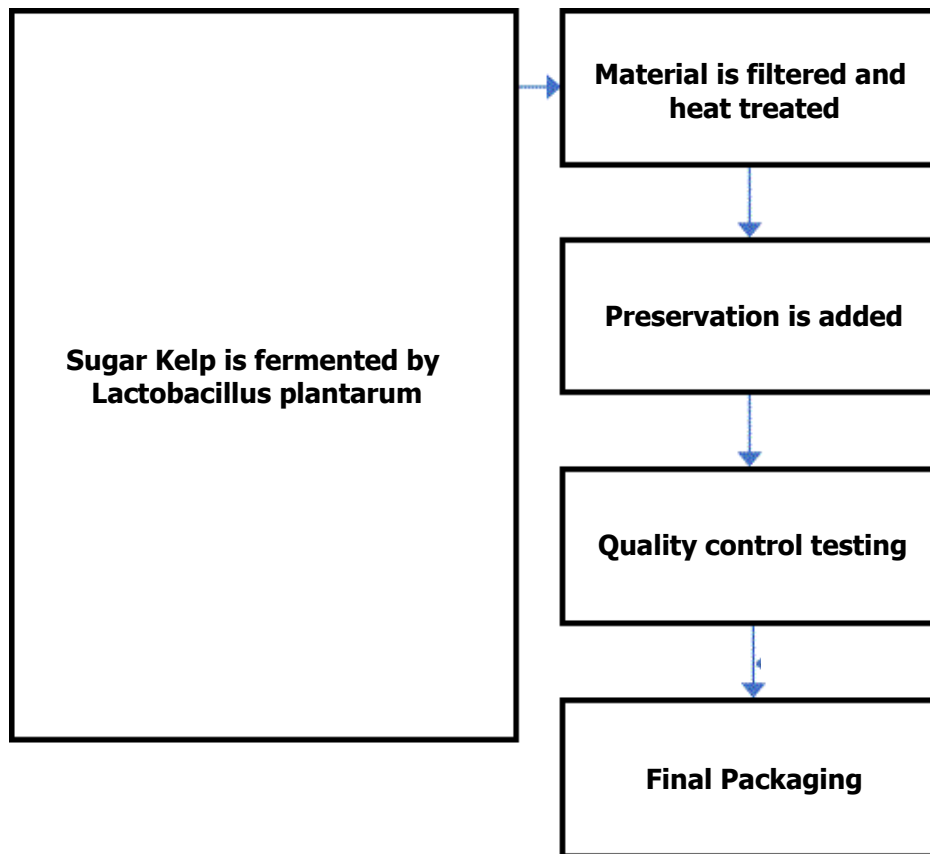 Sugar Kelp is fermented by
Lactobacillus plantarum
Material is filtered and
heat treated
Preservation is added
Quality control testing
Final Packaging